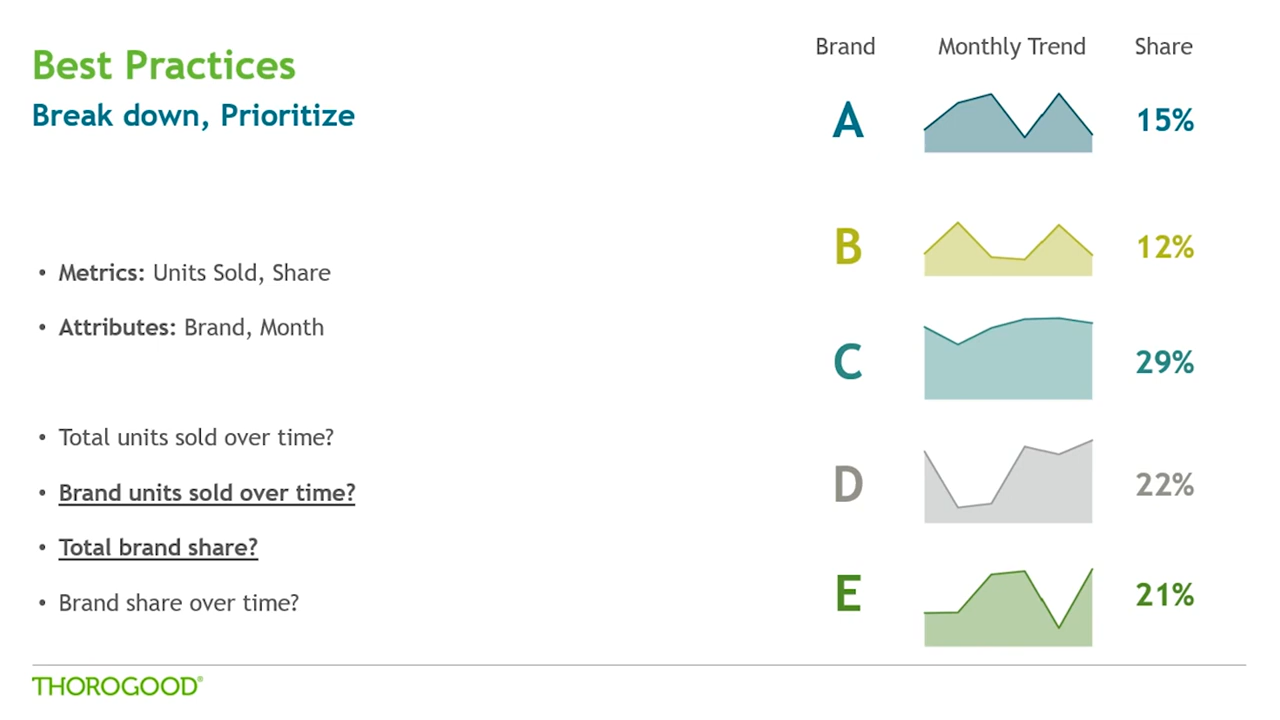 Best Practices
Break down, Prioritize
• Metrics: Units Sold, Share
• Attributes: Brand, Month
• Total units sold over time?
• Brand units sold over time?
• Total brand share?
• Brand share over time?
Brand Monthly Trend Share
A 15%
B 12%
C 29%
D 22%
E 21%
THOROGOOD®